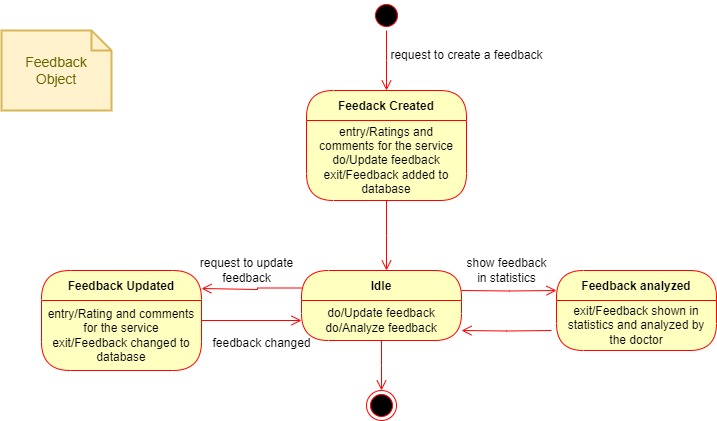 Feedback
Object
request to create a feedback
Feedack Created
entry/Ratings and
comments for the service
do/Update feedback
exit/Feedback added to
database
request to update
feedback
show feedback
in statistics
Feedback Updated
entry/Rating and comments
for the service
exit/Feedback changed to
database
feedback changed
Idle
do/Update feedback
do/Analyze feedback
Feedback analyzed
exit/Feedback shown in
statistics and analyzed by
the doctor